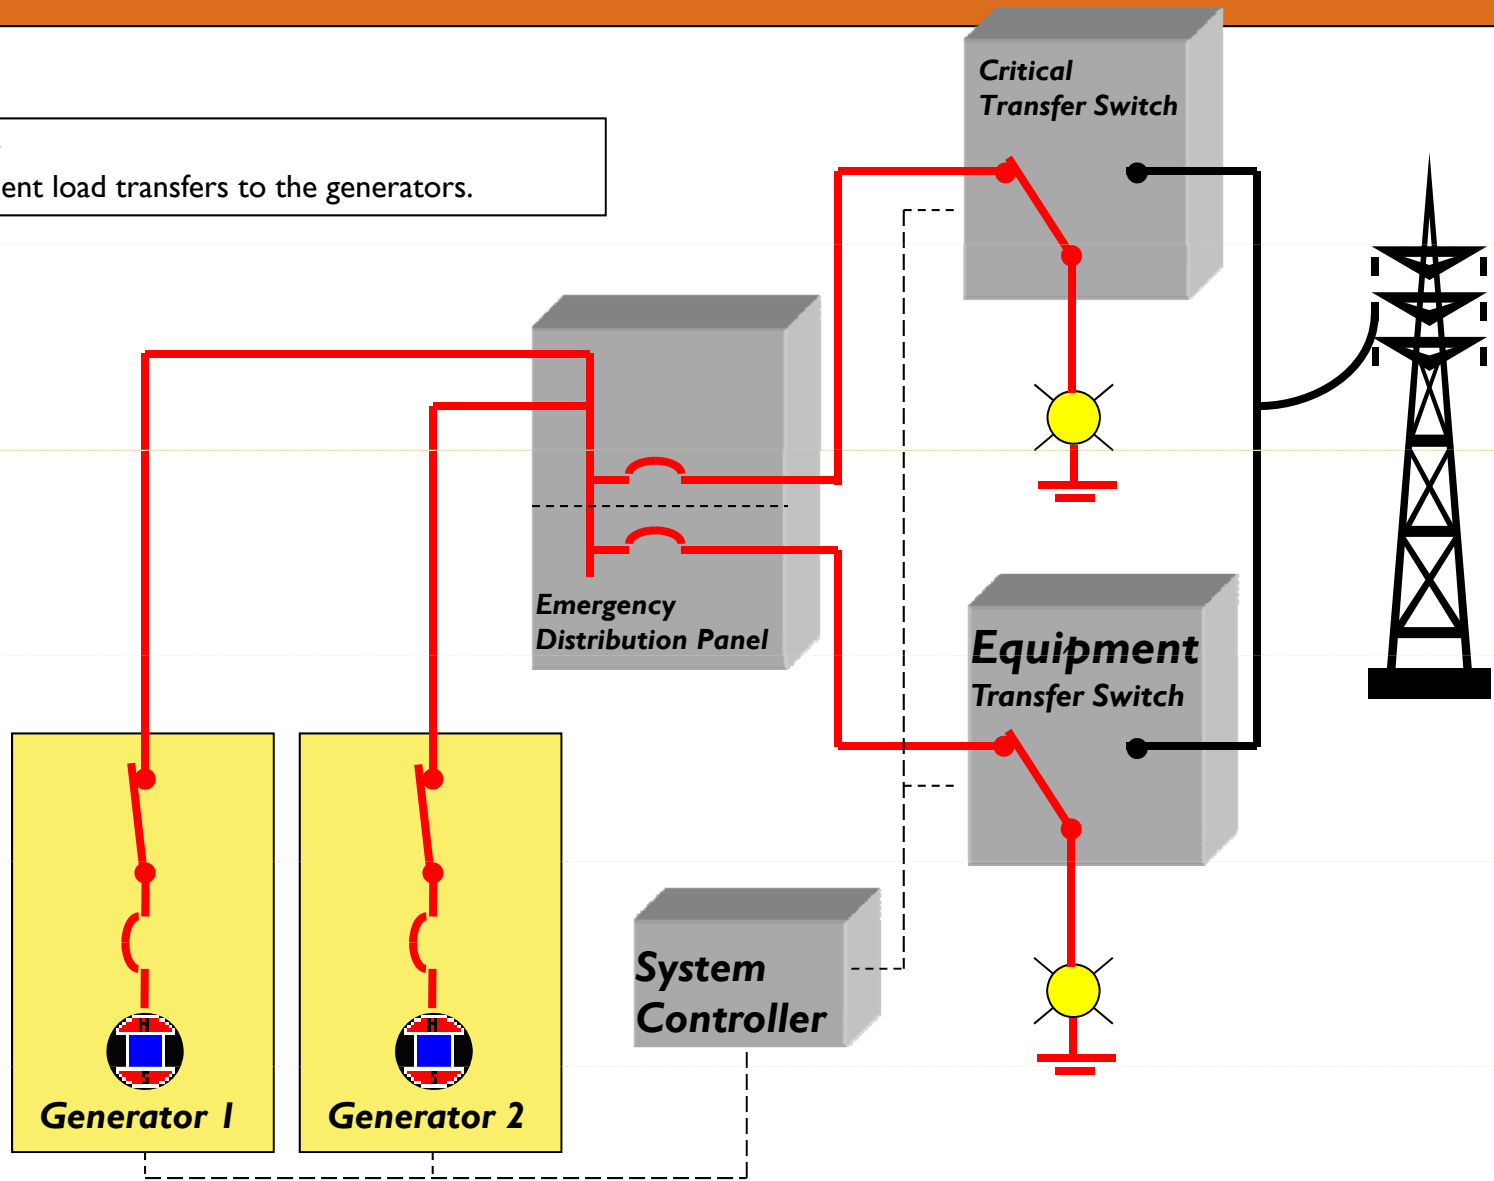 Critical
Transfer Switch
ent load transfers to the generators.
Emergency
Distribution Panel
Equipment
Transfer Switch
System
Controller
N
S
Generator 1
N
S
Generator 2